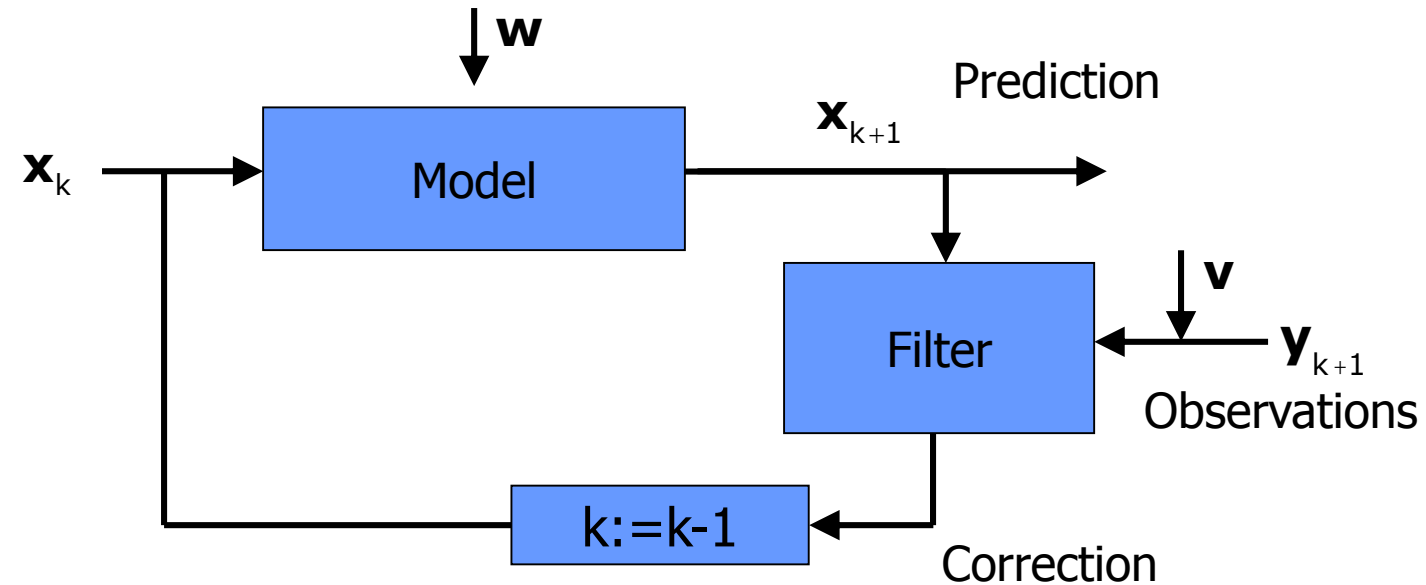 w
Prediction
x k+1
x k
Model
v
Filter
y k+1
Observations
k:=k-1
Correction